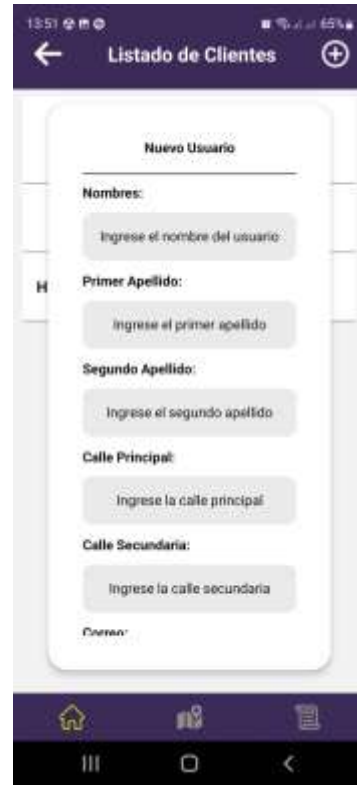 13:51
65%
Listado de Clientes
Nuevo Usuario
Nombres:
Ingrese el nombre del usuario
H
Primer Apellido:
Ingrese el primer apellido
Segundo Apellido:
Ingrese el segundo apellido
Calle Principal:
Ingrese la calle principal
Calle Secundaria:
Ingrese la calle secundaria
Correo: